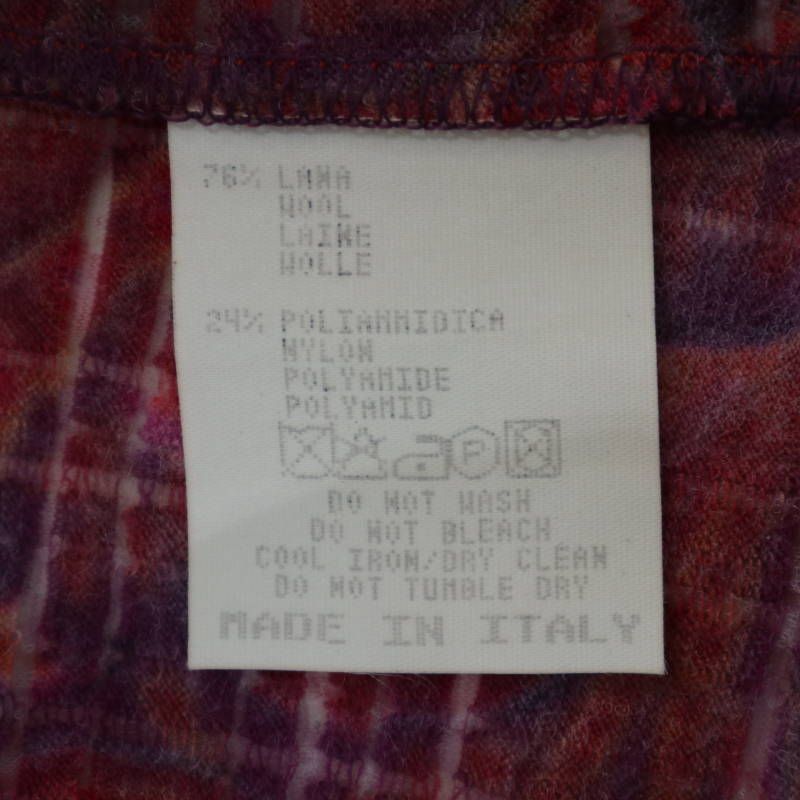 76% LANA
WOOL
LAINE
WOLLE
24% POLIAMMIDICA
NYLON
POLYAMIDE
POLYAMID
P
DO NOT WASH
DO NOT BLEACH
COOL IRON/DRY CLEAN
DO NOT TUMBLE DRY
MADE IN ITALY